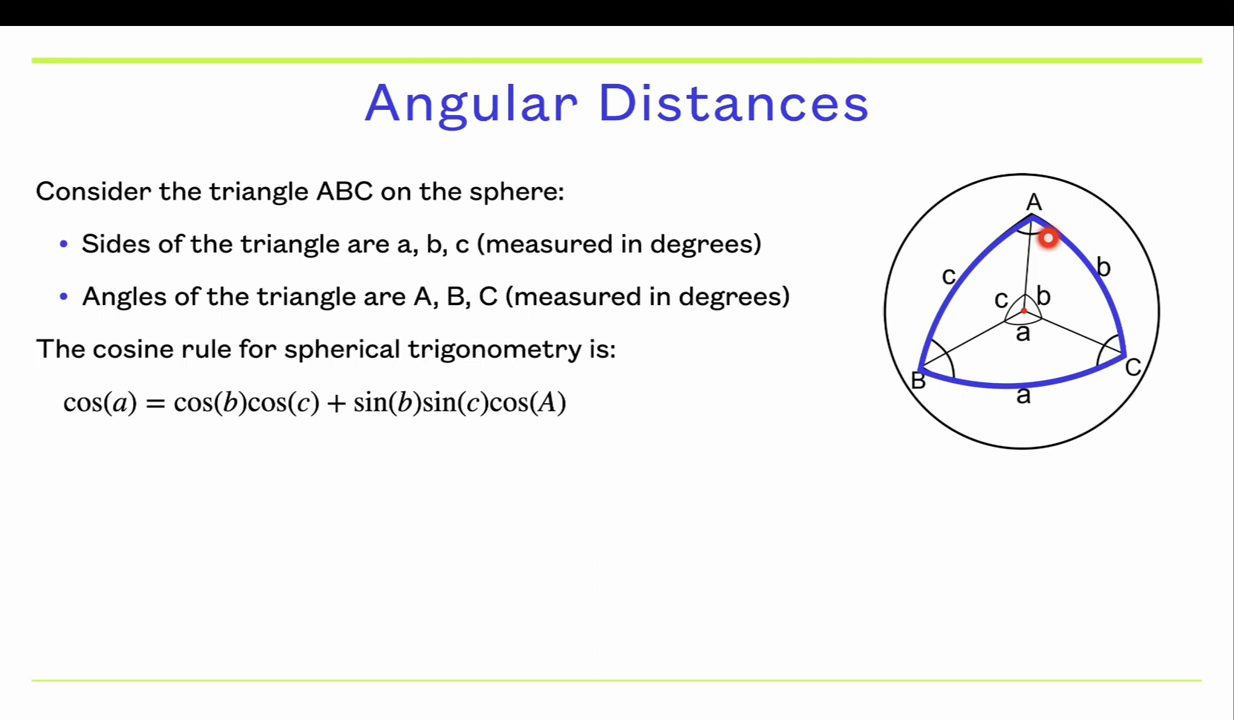 Angular Distances
Consider the triangle ABC on the sphere:
• Sides of the triangle are a, b, c (measured in degrees)
• Angles of the triangle are A, B, C (measured in degrees)
The cosine rule for spherical trigonometry is:
cos(a) = cos(b)cos(c) + sin(b)sin(c)cos(A)
A
c
b
c
b
a
B
C
a